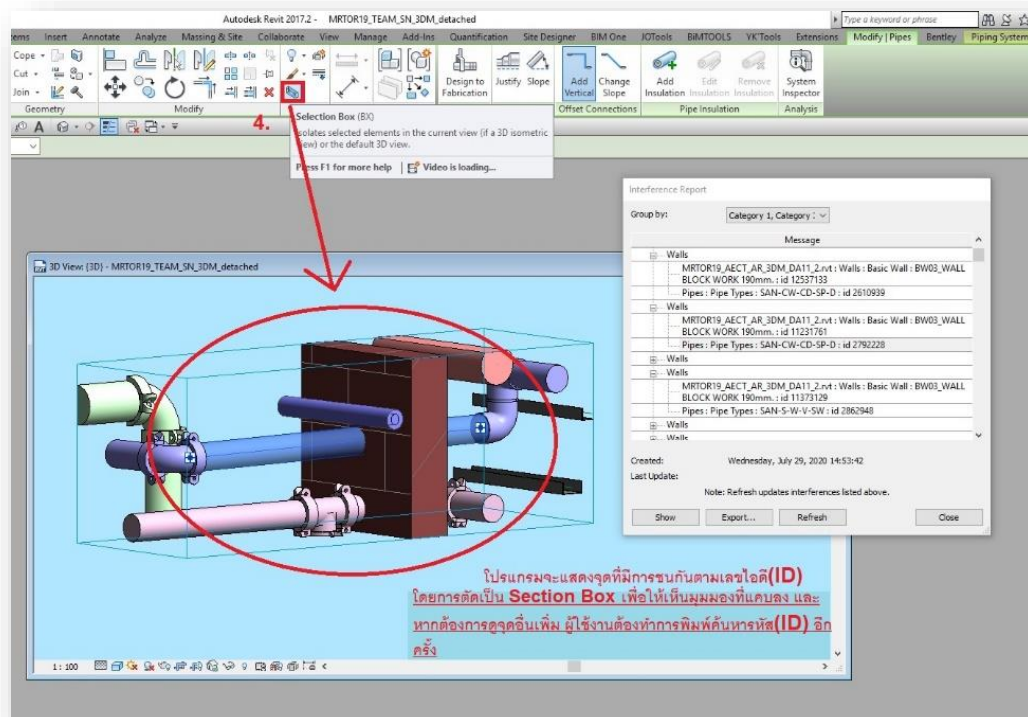 Autodesk Revit 2017.2 - MRTOR19_TEAM_SN_3DM_detached
Type a keyword or phrase
tems Insert Annotate Analyze Massing & Site Collaborate View Manage Add-Ins Quantification Site Designer BIM One JOTools BiMTOOLS YK'Tools Extensions Modify | Pipes Bentley Piping System
Cope
Cut
Join
Design to Fabrication
Justify Slope
Add Vertical
Change Slope
Add Insulation
Edit Insulation
Remove Insulation
System Inspector
Geometry Modify Offset Connections Pipe Insulation Analysis
4.
Selection Box (BX)
isolates selected elements in the current view (if a 3D isometric
view) or the default 3D view.
Press F1 for more help Video is loading...
Interference Report
Group by: Category 1, Category
Message
Walls
MRTOR19_AECT_AR_3DM_DA11_2.rvt : Walls : Basic Wall : BW03_WALL
BLOCK WORK 190mm. : id 12537133
Pipes : Pipe Types : SAN-CW-CD-SP-D : id 2610939
Walls
MRTOR19_AECT_AR_3DM_DA11_2.rvt : Walls : Basic Wall : BW03_WALL
BLOCK WORK 190mm. : id 11231761
Pipes : Pipe Types : SAN-CW-CD-SP-D : id 2792228
Walls
Walls
MRTOR19_AECT_AR_3DM_DA11_2.rvt : Walls : Basic Wall : BW03_WALL
BLOCK WORK 190mm. : id 11373129
Pipes : Pipe Types : SAN-S-W-V-SW : id 2862948
Walls
Walls
Created: Wednesday, July 29, 2020 14:53:42
Last Update:
Note: Refresh updates interferences listed above.
Show Export... Refresh Close
3D View: {3D} - MRTOR19_TEAM_SN_3DM_detached
โปรแกรมจะแสดงจุดที่มีการชนกันตามเลขไอดี(ID)
โดยการตัดเป็น Section Box เพื่อให้เห็นมุมมองที่แคบลง และ
หากต้องการดูจุดอื่นเพิ่ม ผู้ใช้งานต้องทำการพิมพ์ค้นหารหัส(ID) อีก
ครั้ง
1 : 100